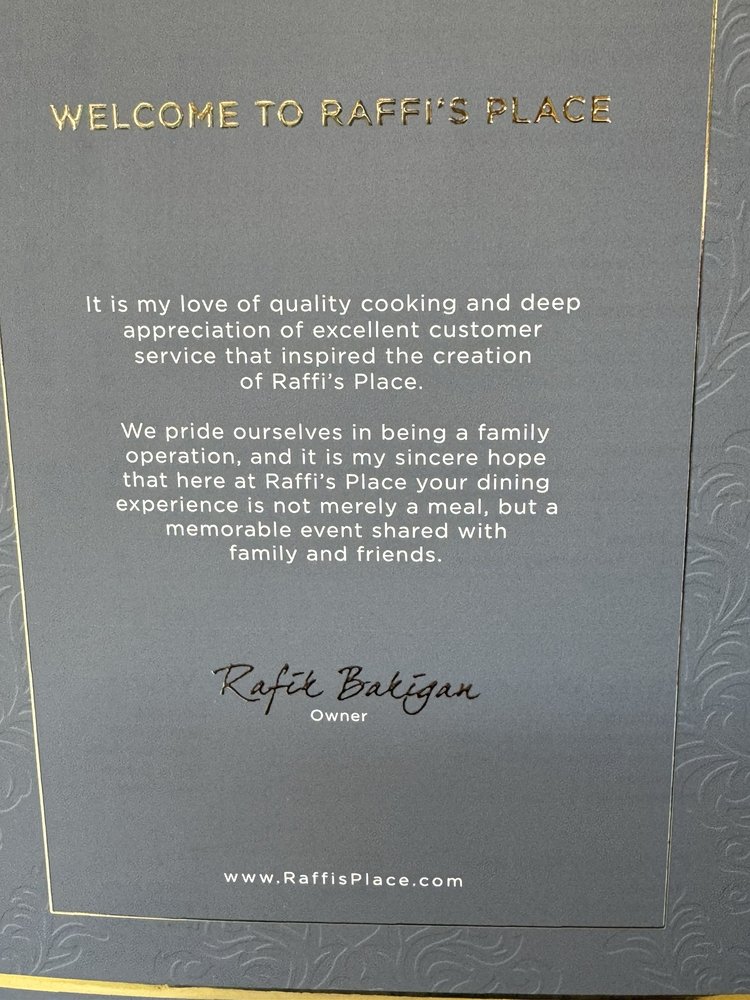 WELCOME TO RAFFI'S PLACE
It is my love of quality cooking and deep
appreciation of excellent customer
service that inspired the creation
of Raffi's Place.
We pride ourselves in being a family
operation, and it is my sincere hope
that here at Raffi's Place your dining
experience is not merely a meal, but a
memorable event shared with
family and friends.
Rafik Bakigan
Owner
www.RaffisPlace.com